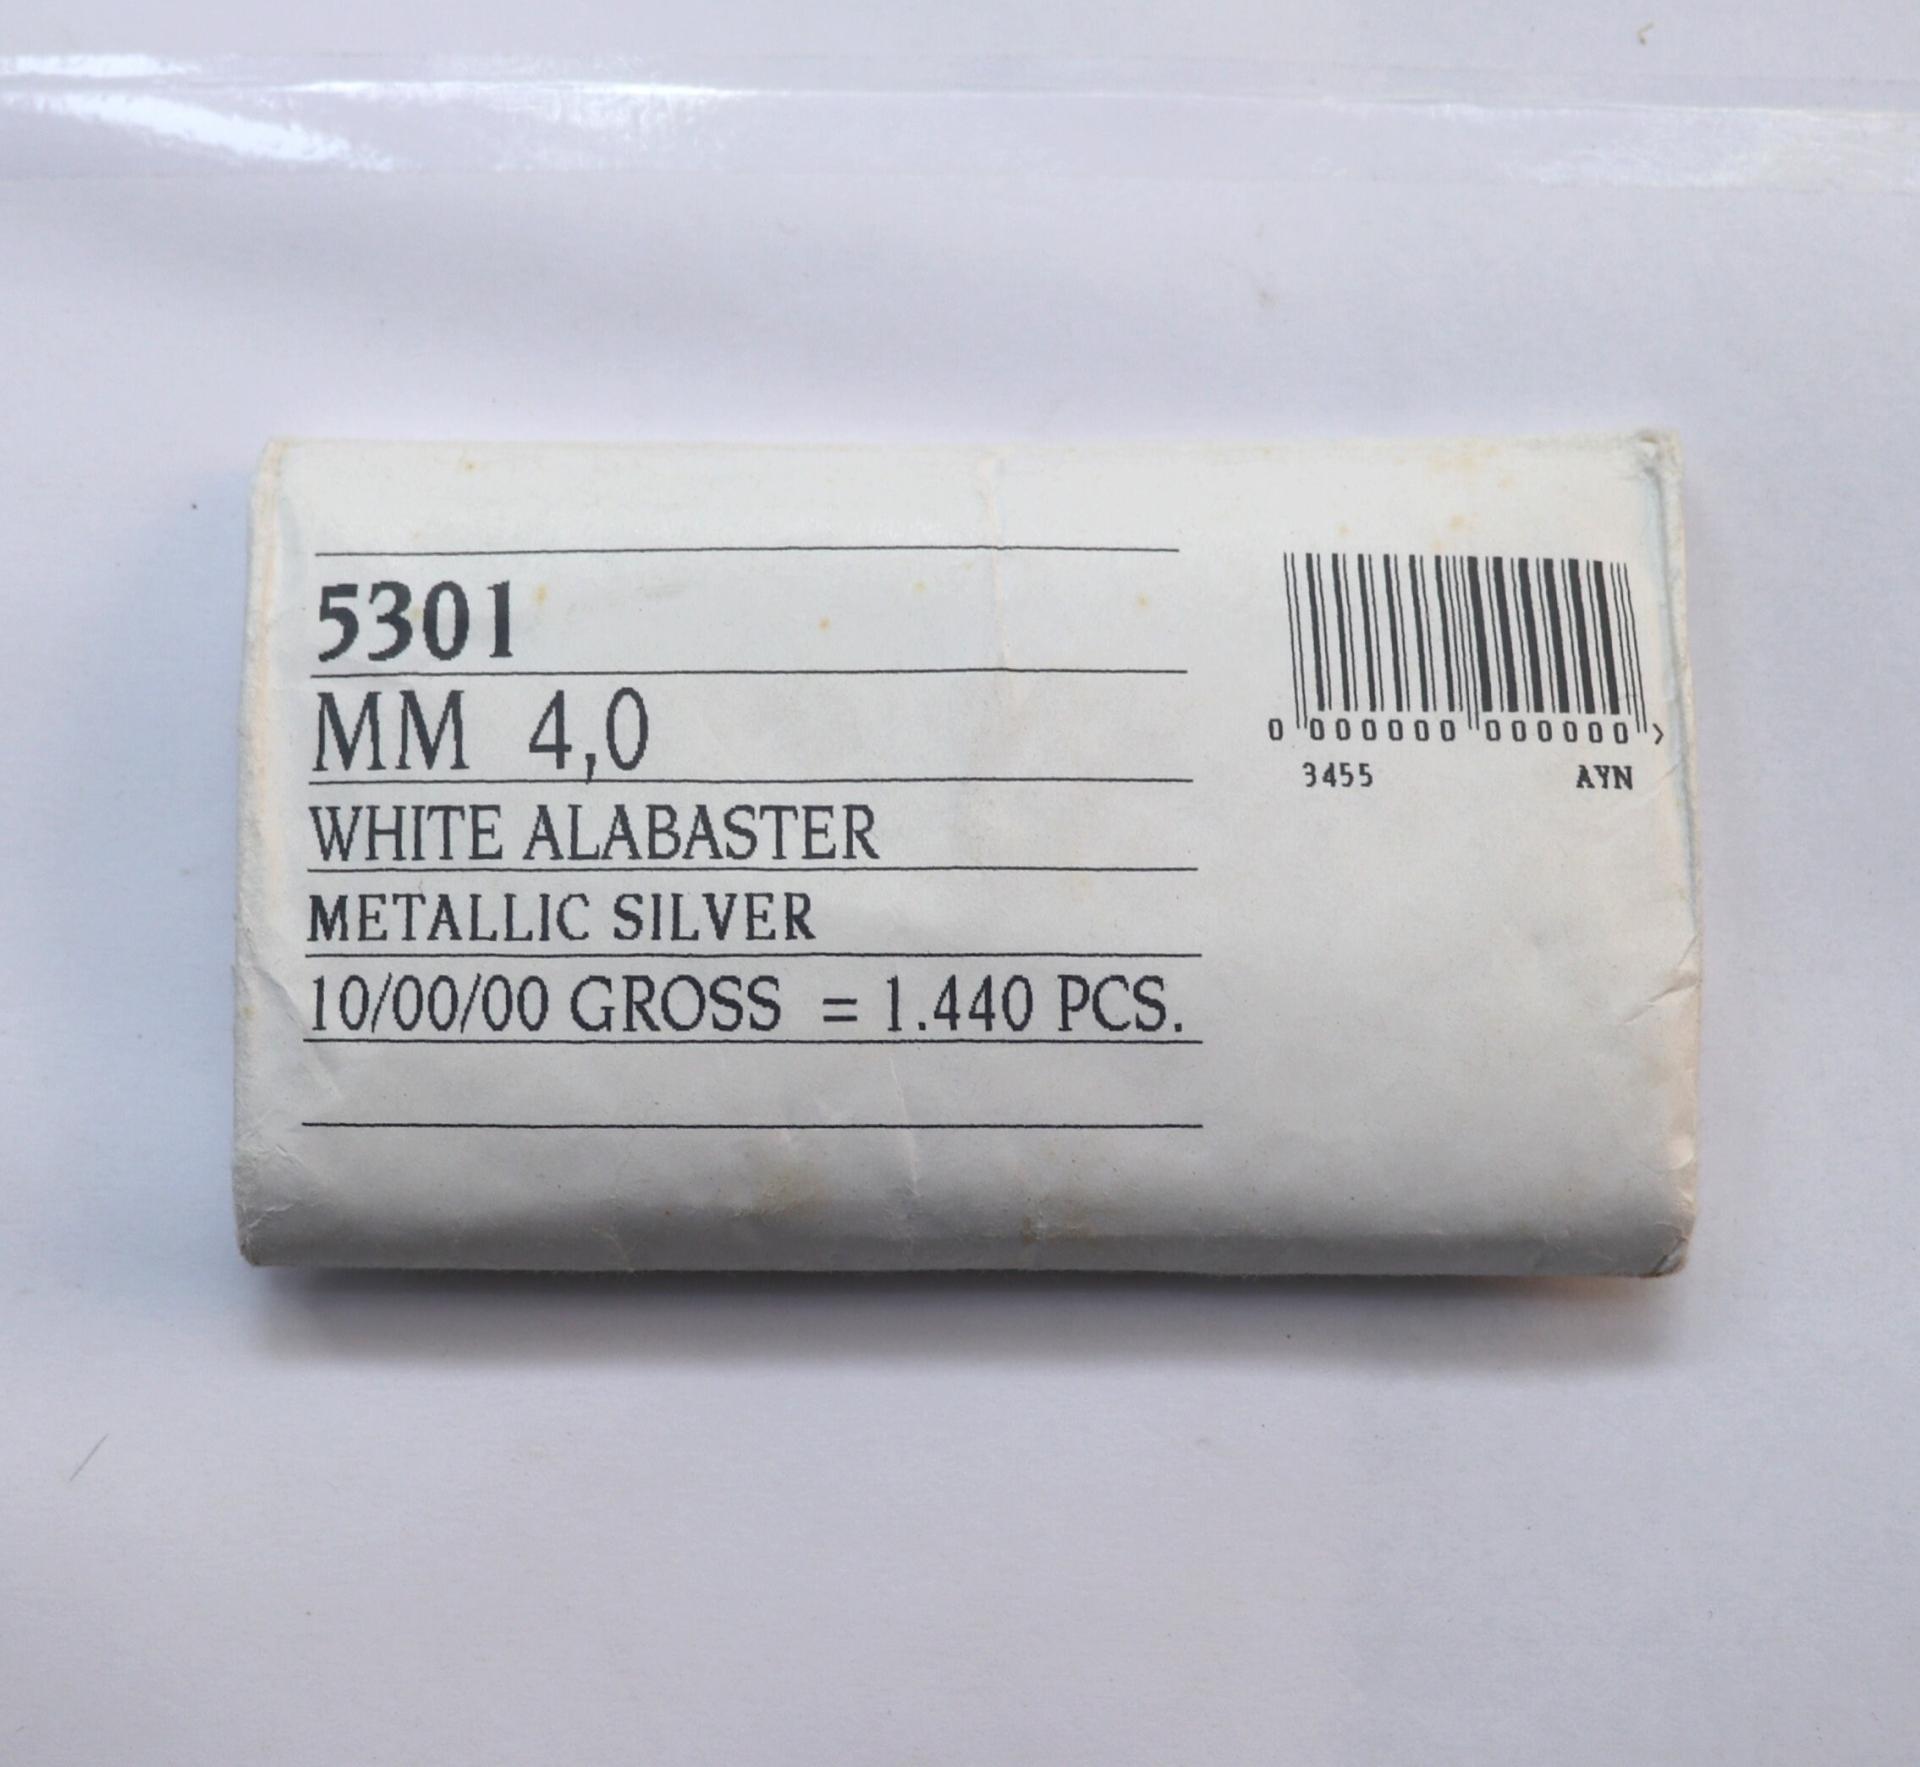 5301
MM 4,0
WHITE ALABASTER
METALLIC SILVER
10/00/00 GROSS = 1.440 PCS.
0 000000 000000 >
3455 AYN